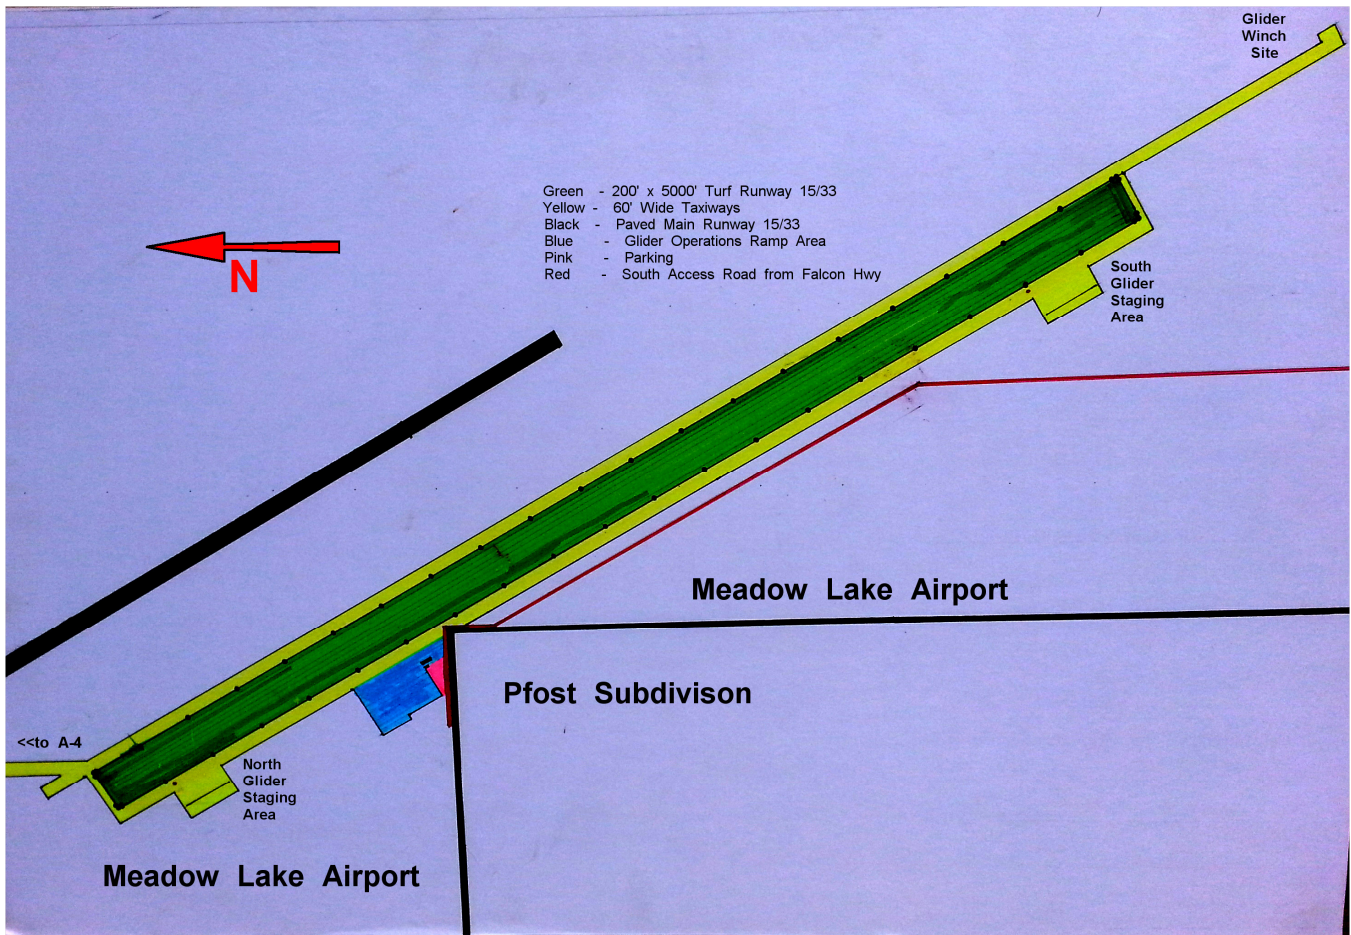 Glider
Winch
Site
Green - 200' x 5000' Turf Runway 15/33
Yellow - 60' Wide Taxiways
Black - Paved Main Runway 15/33
Blue - Glider Operations Ramp Area
Pink - Parking
Red - South Access Road from Falcon Hwy
N
South
Glider
Staging
Area
Meadow Lake Airport
Pfost Subdivison
<<to A-4
North
Glider
Staging
Area
Meadow Lake Airport